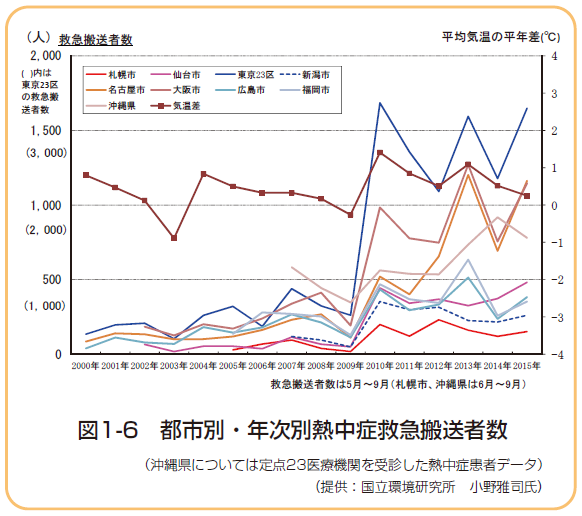 (人) 救急搬送者数 平均気温の平年差(℃)
2,000 4
( )内は
東京23区
の救急搬
送者数
札幌市 仙台市 東京23区 新潟市
名古屋市 大阪市 広島市 福岡市
沖縄県 気温差
3
1,500 2
(3,000)
1
1,000 0
(2,000)
-1
500 -2
(1,000)
-3
0 -4
2000年 2001年 2002年 2003年 2004年 2005年 2006年 2007年 2008年 2009年 2010年 2011年 2012年 2013年 2014年 2015年
救急搬送者数は5月〜9月(札幌市、沖縄県は6月〜9月)
図1-6 都市別・年次別熱中症救急搬送者数
(沖縄県については定点23医療機関を受診した熱中症患者データ)
(提供:国立環境研究所 小野雅司氏)